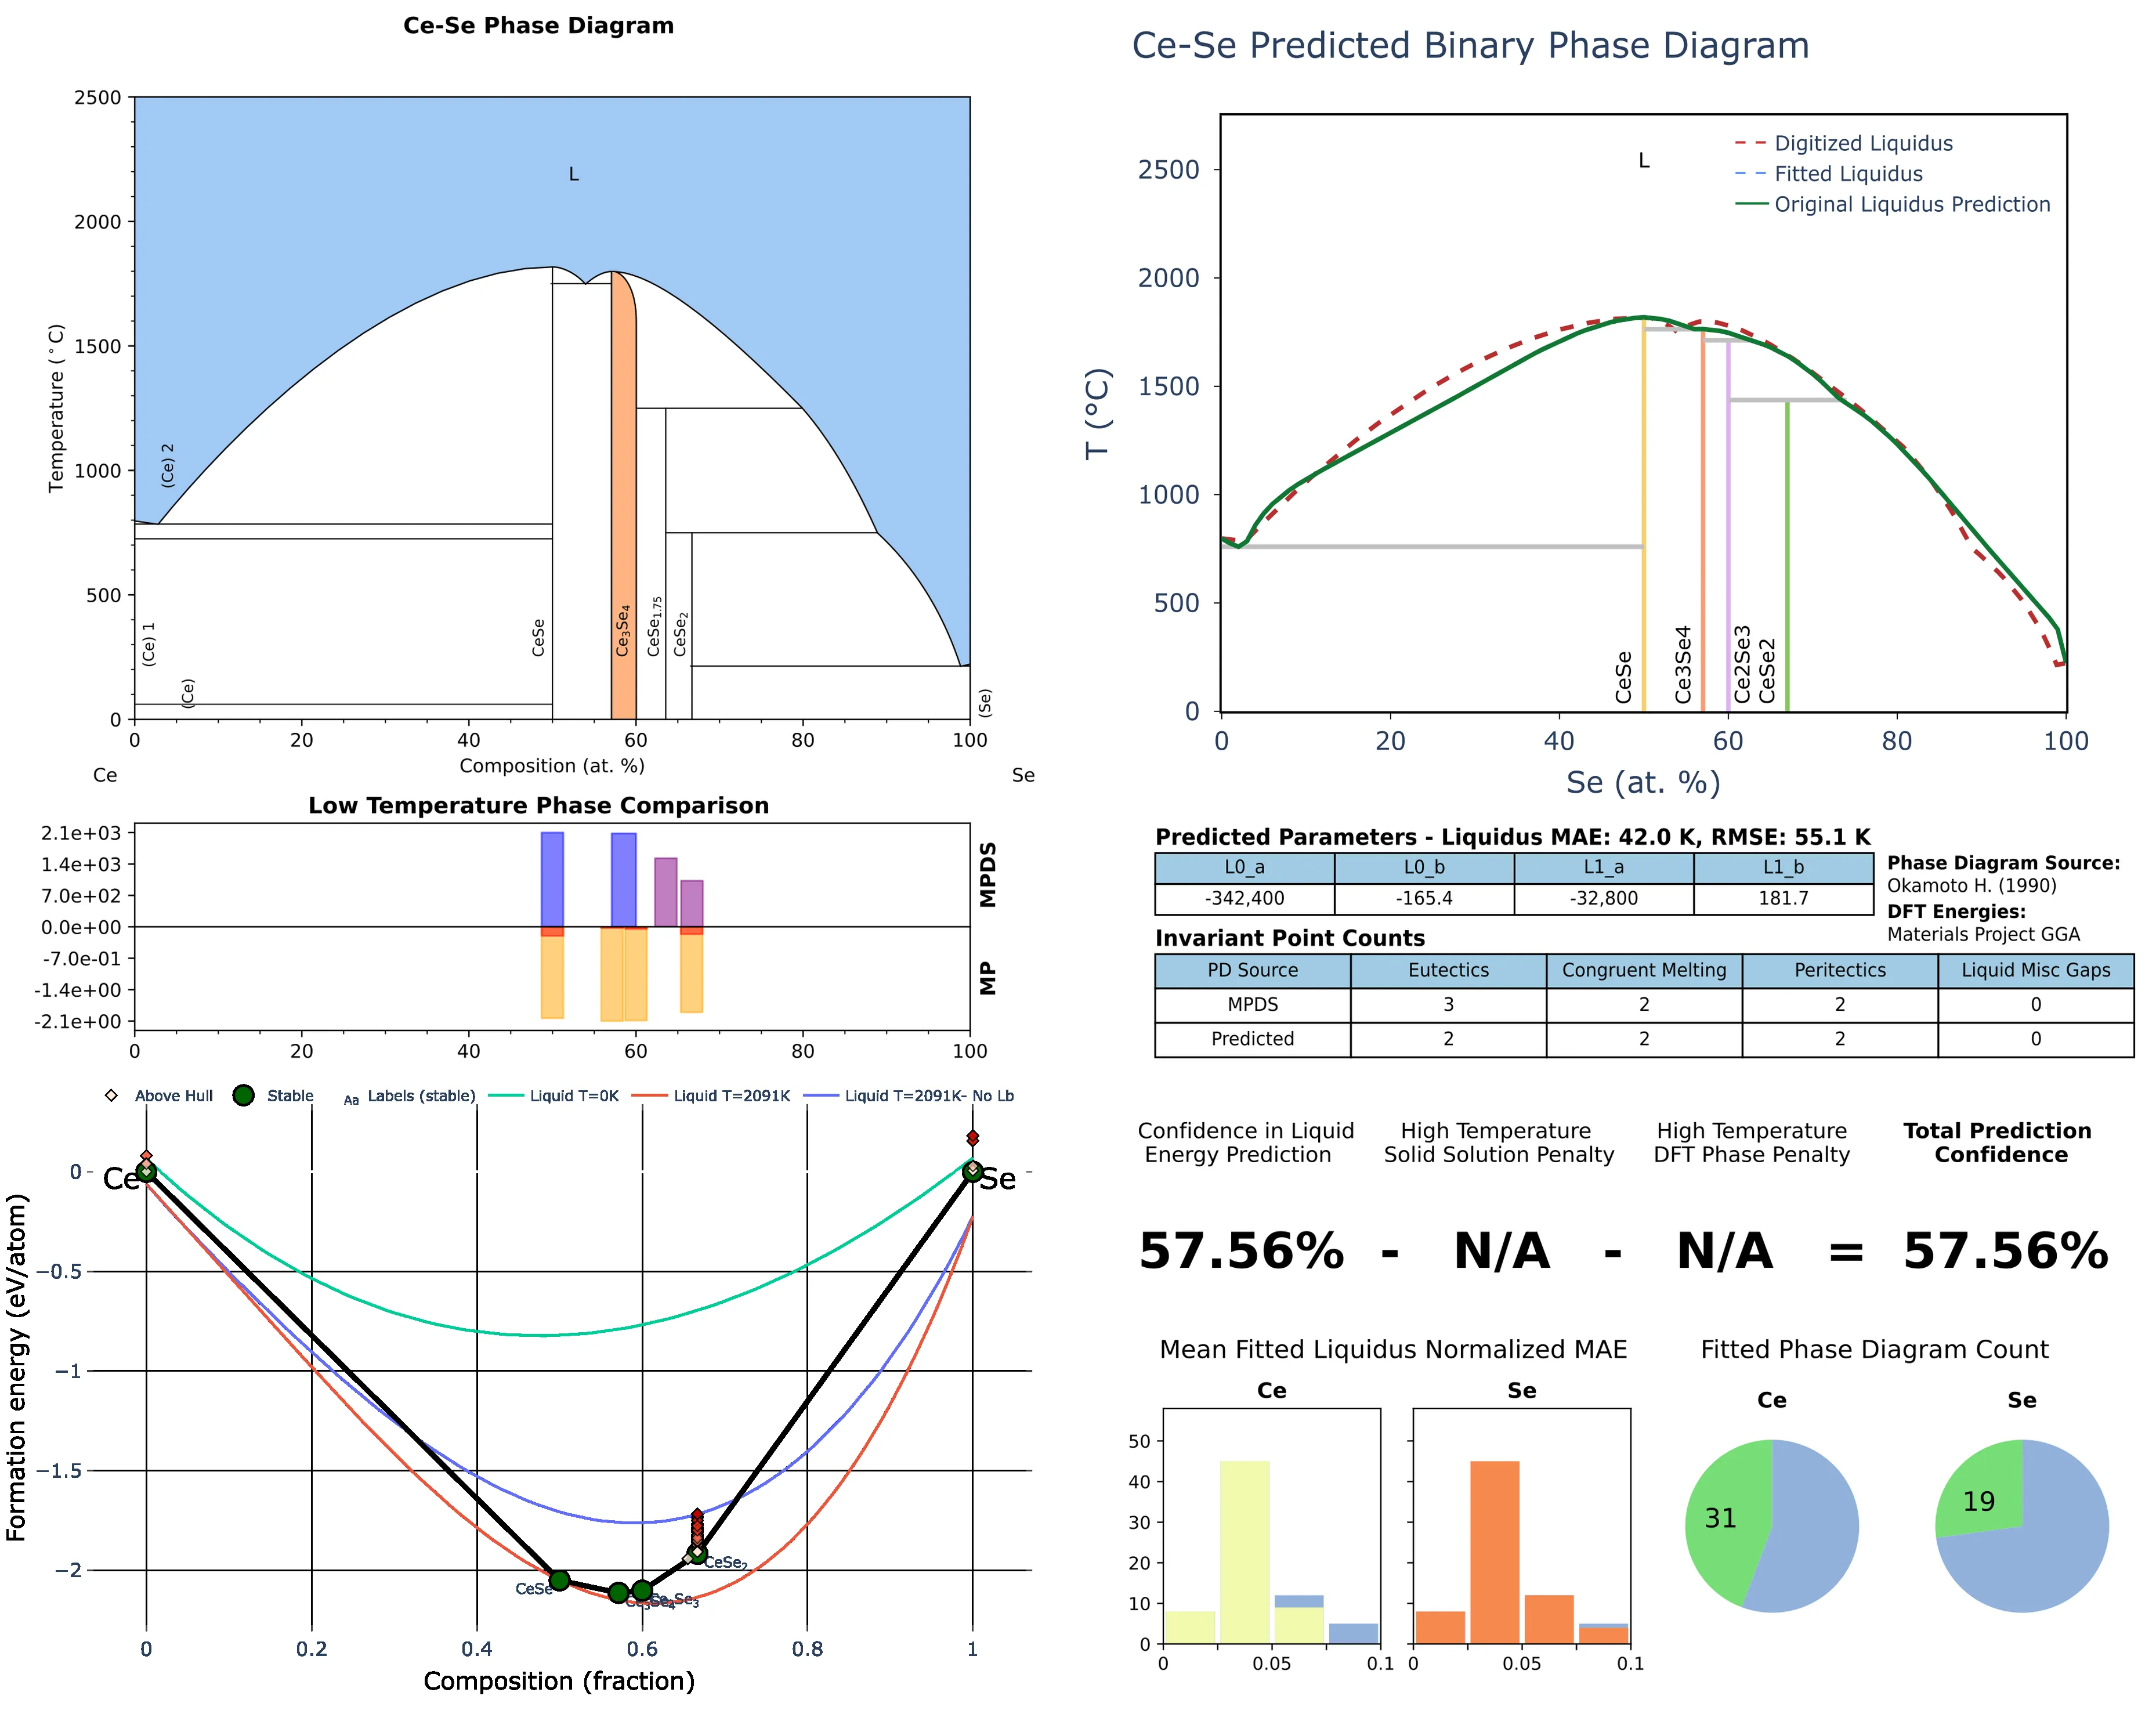 Ce-Se Phase Diagram
2500
2000
1500
1000
500
0
Temperature (°C)
L
(Ce) 2
(Ce) 1
(Ce)
CeSe
Ce3Se4
CeSe1.75
CeSe2
(Se)
0 20 40 60 80 100
Composition (at. %)
Ce Se
Low Temperature Phase Comparison
2.1e+03
1.4e+03
7.0e+02
0.0e+00
-7.0e-01
-1.4e+00
-2.1e+00
MPDS
MP
0 20 40 60 80 100
Above Hull Stable Aa Labels (stable) Liquid T=0K Liquid T=2091K Liquid T=2091K- No Lb
0
−0.5
−1
−1.5
−2
Formation energy (eV/atom)
Ce Se
CeSe
CeSe2
0 0.2 0.4 0.6 0.8 1
Composition (fraction)
Ce-Se Predicted Binary Phase Diagram
Digitized Liquidus
Fitted Liquidus
Original Liquidus Prediction
L
2500
2000
1500
1000
500
0
T (°C)
CeSe
Ce3Se4
Ce2Se3
CeSe2
0 20 40 60 80 100
Se (at. %)
Predicted Parameters - Liquidus MAE: 42.0 K, RMSE: 55.1 K
L0_a L0_b L1_a L1_b
-342,400 -165.4 -32,800 181.7
Phase Diagram Source:
Okamoto H. (1990)
DFT Energies:
Materials Project GGA
Invariant Point Counts
PD Source Eutectics Congruent Melting Peritectics Liquid Misc Gaps
MPDS 3 2 2 0
Predicted 2 2 2 0
Confidence in Liquid
Energy Prediction
High Temperature
Solid Solution Penalty
High Temperature
DFT Phase Penalty
Total Prediction
Confidence
57.56% - N/A - N/A = 57.56%
Mean Fitted Liquidus Normalized MAE
Ce Se
50
40
30
20
10
0
0 0.05 0.1
0 0.05 0.1
Fitted Phase Diagram Count
Ce Se
31
19